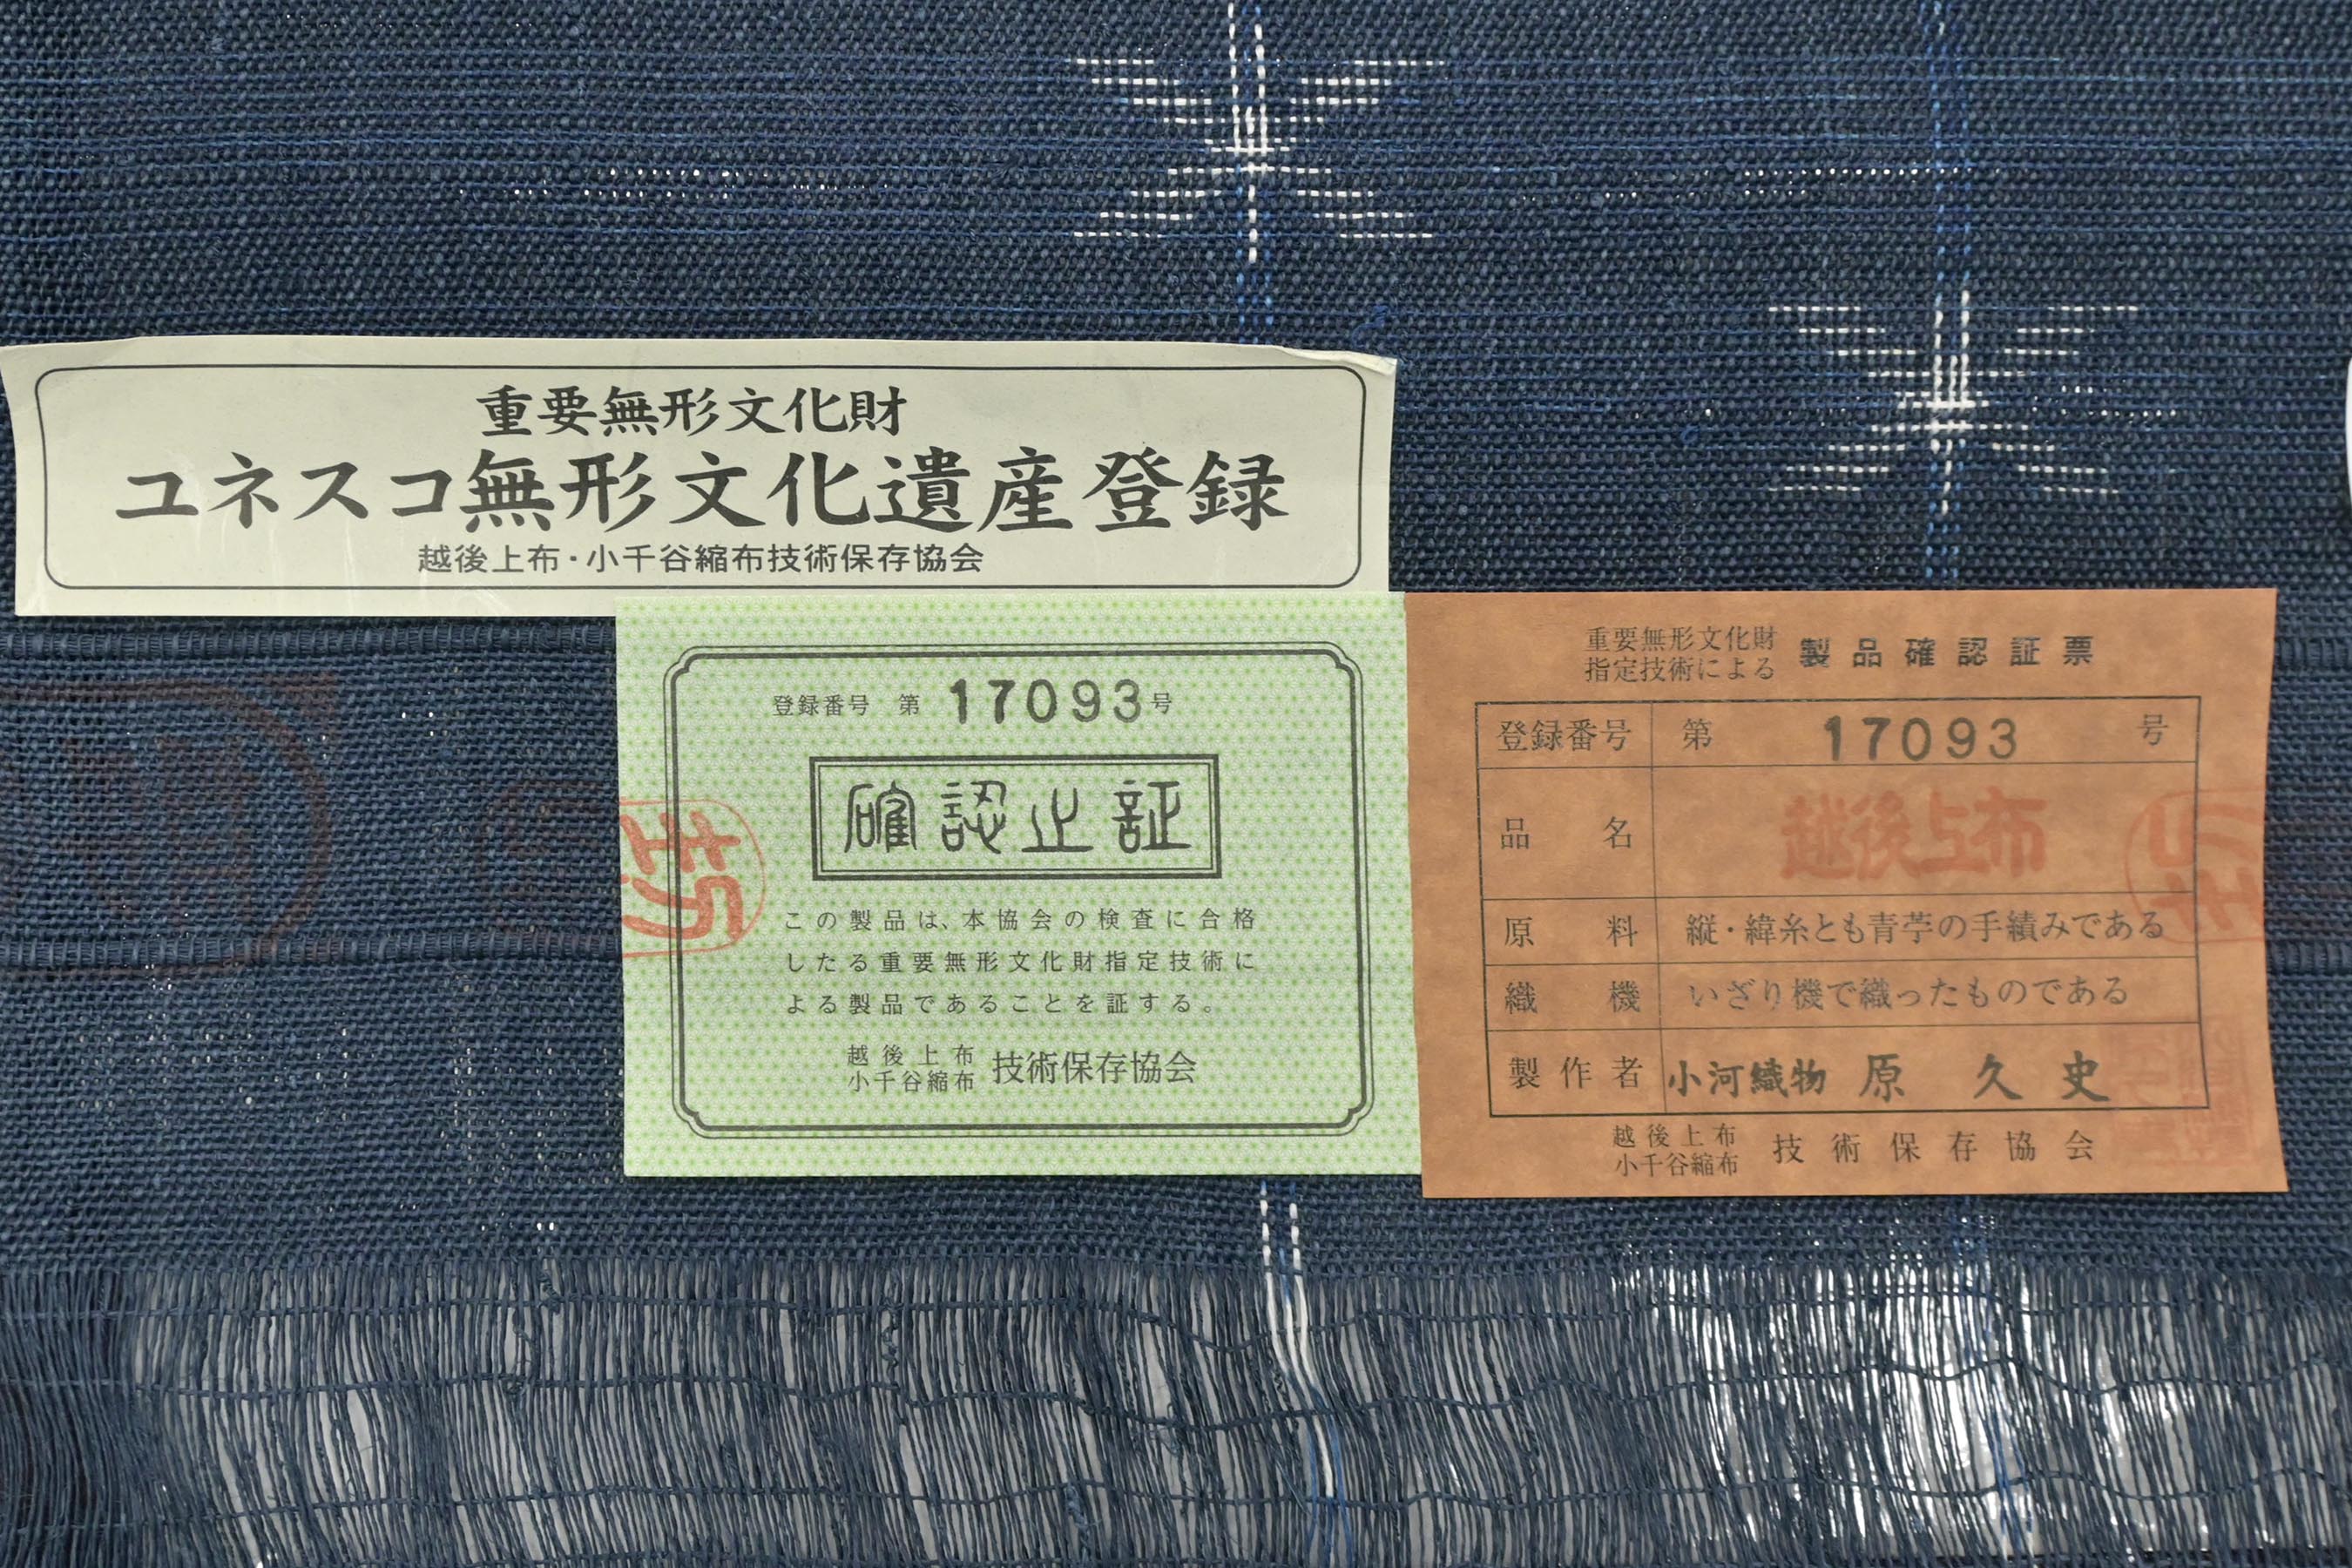 重要無形文化財
ユネスコ無形文化遺産登録
越後上布・小千谷縮布技術保存協会
登録番号 第 17093号
確認止証
この製品は、本協会の検査に合格
したる重要無形文化財指定技術に
よる製品であることを証する。
越後上布
小千谷縮布 技術保存協会
重要無形文化財
指定技術による 製品確認証票
登録番号 第 17093 号
品名 越後上布
原料 縦・緯糸とも青苧の手績みである
織機 いざり機で織ったものである
製作者 小河織物 原 久史
越後上布
小千谷縮布 技術保存協会